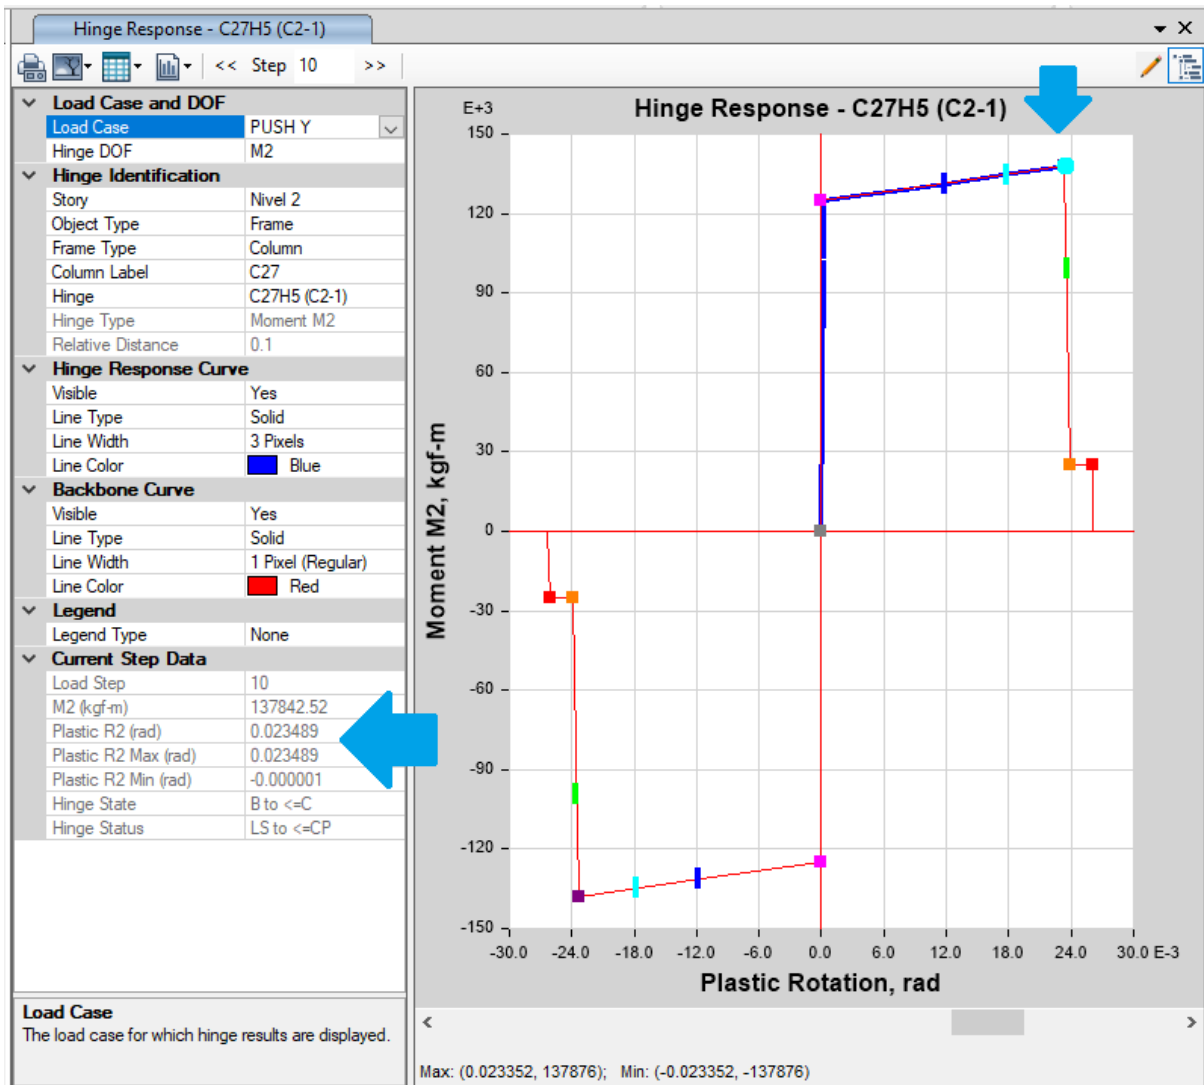 Hinge Response - C27H5 (C2-1)
<< Step 10 >>
Load Case and DOF
Load Case PUSH Y
Hinge DOF M2
Hinge Identification
Story Nivel 2
Object Type Frame
Frame Type Column
Column Label C27
Hinge C27H5 (C2-1)
Hinge Type Moment M2
Relative Distance 0.1
Hinge Response Curve
Visible Yes
Line Type Solid
Line Width 3 Pixels
Line Color Blue
Backbone Curve
Visible Yes
Line Type Solid
Line Width 1 Pixel (Regular)
Line Color Red
Legend
Legend Type None
Current Step Data
Load Step 10
M2 (kgf-m) 137842.52
Plastic R2 (rad) 0.023489
Plastic R2 Max (rad) 0.023489
Plastic R2 Min (rad) -0.000001
Hinge State B to <=C
Hinge Status LS to <=CP
Load Case
The load case for which hinge results are displayed.
E+3
Hinge Response - C27H5 (C2-1)
150
120
90
60
30
0
-30
-60
-90
-120
-150
Moment M2, kgf-m
-30.0 -24.0 -18.0 -12.0 -6.0 0.0 6.0 12.0 18.0 24.0 30.0 E-3
Plastic Rotation, rad
Max: (0.023352, 137876); Min: (-0.023352, -137876)